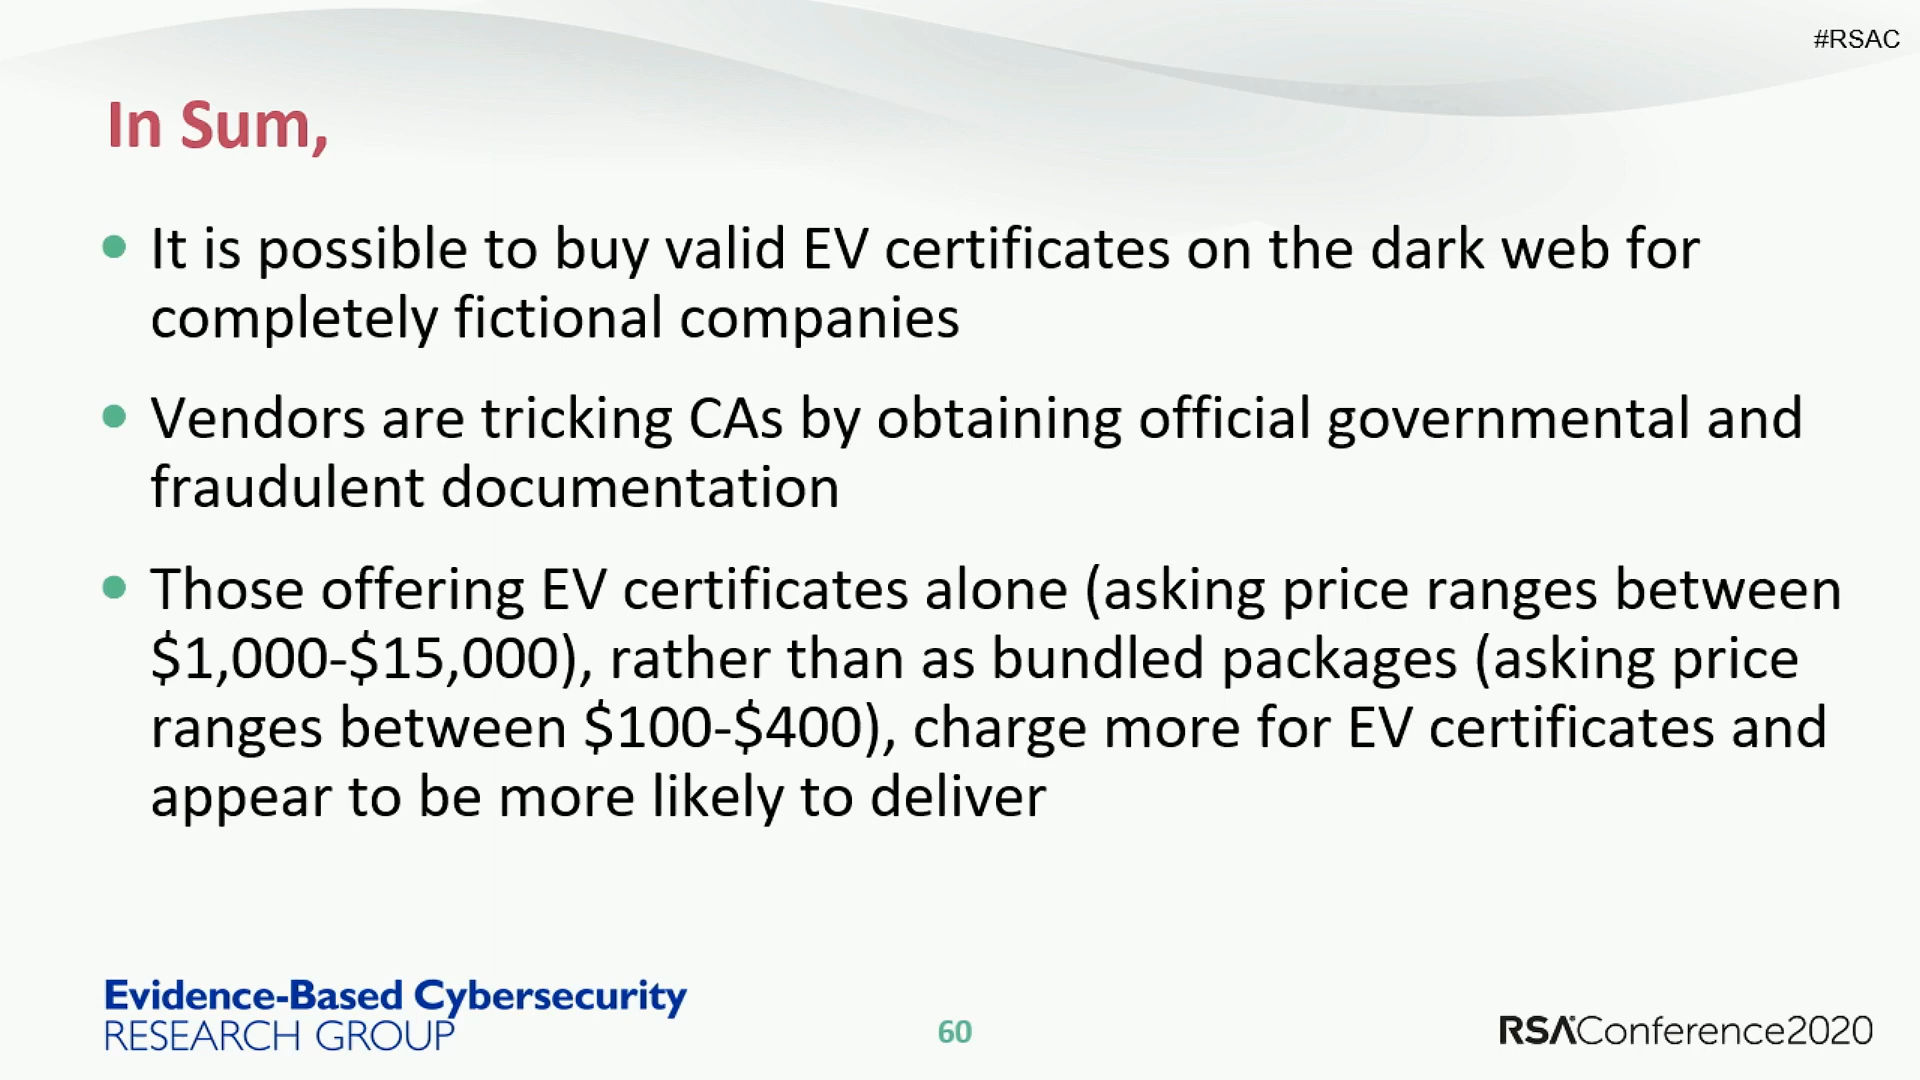 #RSAC
In Sum,
• It is possible to buy valid EV certificates on the dark web for
completely fictional companies
• Vendors are tricking CAs by obtaining official governmental and
fraudulent documentation
• Those offering EV certificates alone (asking price ranges between
$1,000-$15,000), rather than as bundled packages (asking price
ranges between $100-$400), charge more for EV certificates and
appear to be more likely to deliver
Evidence-Based Cybersecurity
RESEARCH GROUP
60
RSAConference2020